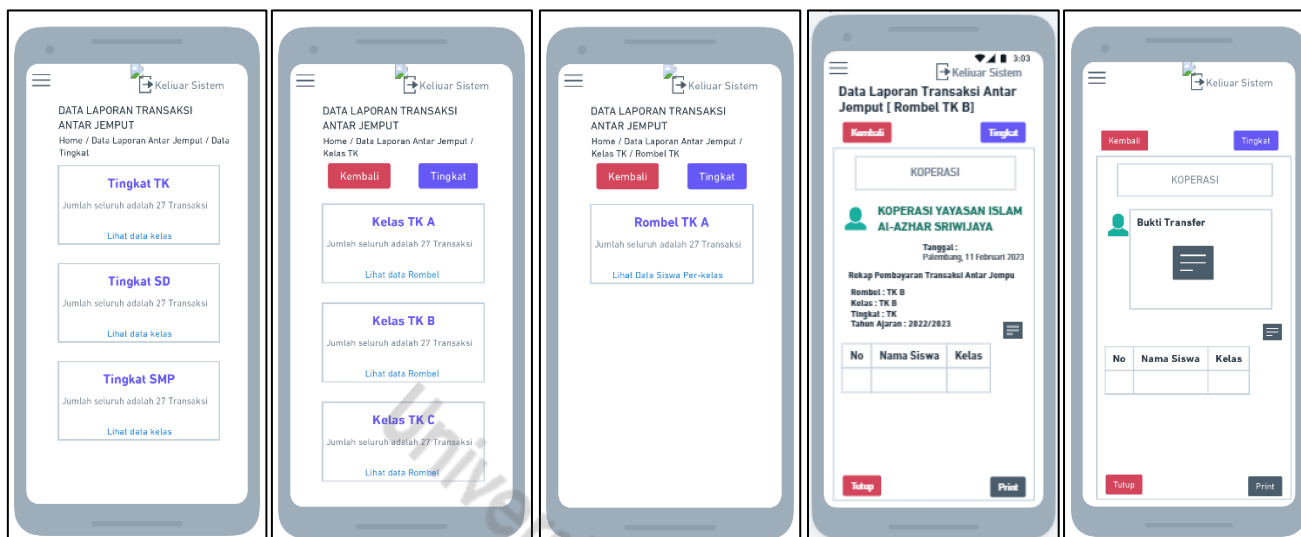 Keliuar Sistem
DATA LAPORAN TRANSAKSI
ANTAR JEMPUT
Home / Data Laporan Antar Jemput / Data
Tingkat
Tingkat TK
Jumlah seluruh adalah 27 Transaksi
Lihat data kelas
Tingkat SD
Jumlah seluruh adalah 27 Transaksi
Lihat data kelas
Tingkat SMP
Jumlah seluruh adalah 27 Transaksi
Lihat data kelas
Keliuar Sistem
DATA LAPORAN TRANSAKSI
ANTAR JEMPUT
Home / Data Laporan Antar Jemput /
Kelas TK
Kembali Tingkat
Kelas TK A
Jumlah seluruh adalah 27 Transaksi
Lihat data Rombel
Kelas TK B
Jumlah seluruh adalah 27 Transaksi
Lihat data Rombel
Kelas TK C
Jumlah seluruh adalah 27 Transaksi
Lihat data Rombel
Keliuar Sistem
DATA LAPORAN TRANSAKSI
ANTAR JEMPUT
Home / Data Laporan Antar Jemput /
Kelas TK / Rombel TK
Kembali Tingkat
Rombel TK A
Jumlah seluruh adalah 27 Transaksi
Lihat Data Siswa Per-kelas
3:03
Keliuar Sistem
Data Laporan Transaksi Antar
Jemput [ Rombel TK B]
Kembali Tingkat
KOPERASI
KOPERASI YAYASAN ISLAM
Al-AZHAR SRIWIJAYA
Tanggal :
Palembang, 11 Februari 2023
Rekap Pembayaran Transaksi Antar Jempu
Rombel : TK B
Kelas : TK B
Tingkat : TK
Tahun Ajaran : 2022/2023
No Nama Siswa Kelas
Tutup Print
Keliuar Sistem
Kembali Tingkat
KOPERASI
Bukti Transfer
No Nama Siswa Kelas
Tutup Print